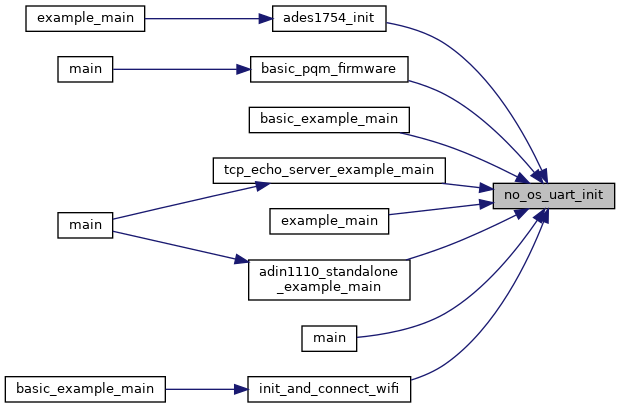 example_main
ades1754_init
main
basic_pqm_firmware
basic_example_main
tcp_echo_server_example_main
no_os_uart_init
main
example_main
adin1110_standalone
_example_main
main
basic_example_main
init_and_connect_wifi